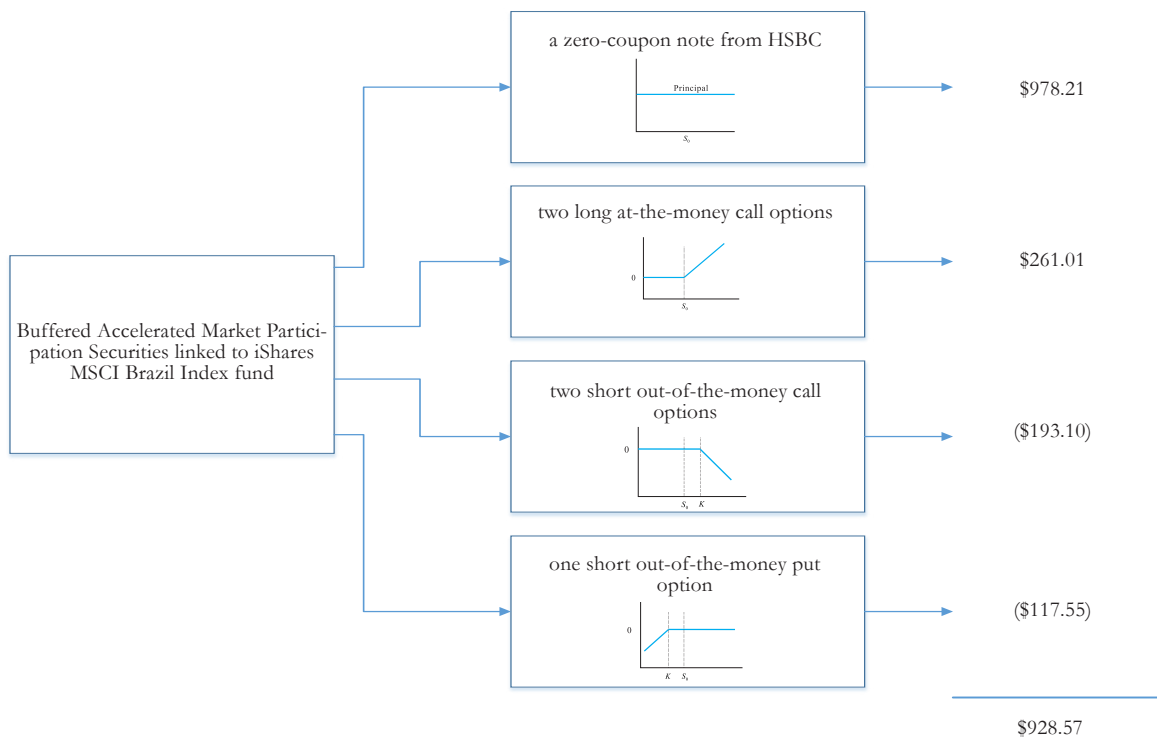 a zero-coupon note from HSBC
Principal
S₀
$978.21
two long at-the-money call options
0
S₀
$261.01
Buffered Accelerated Market Partici-
pation Securities linked to iShares
MSCI Brazil Index fund
two short out-of-the-money call
options
0
S₀ K
($193.10)
one short out-of-the-money put
option
0
K S₀
($117.55)
$928.57